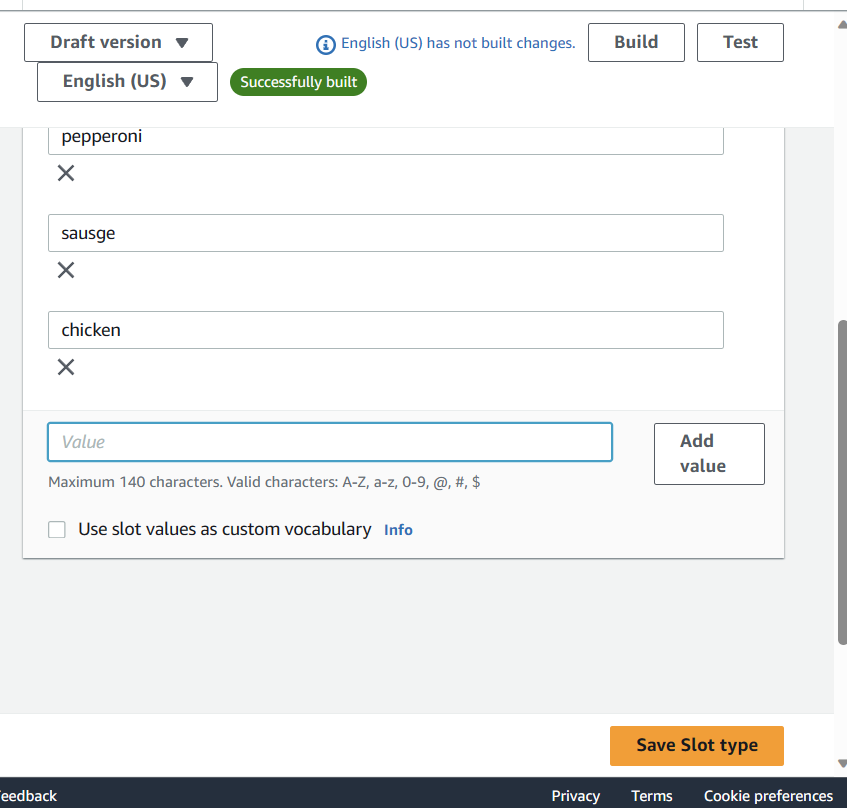 Draft version
English (US) has not built changes.
Build
Test
English (US)
Successfully built
pepperoni
sausge
chicken
Value
Add
value
Maximum 140 characters. Valid characters: A-Z, a-z, 0-9, @, #, $
Use slot values as custom vocabulary Info
Save Slot type
eedback
Privacy
Terms
Cookie preferences